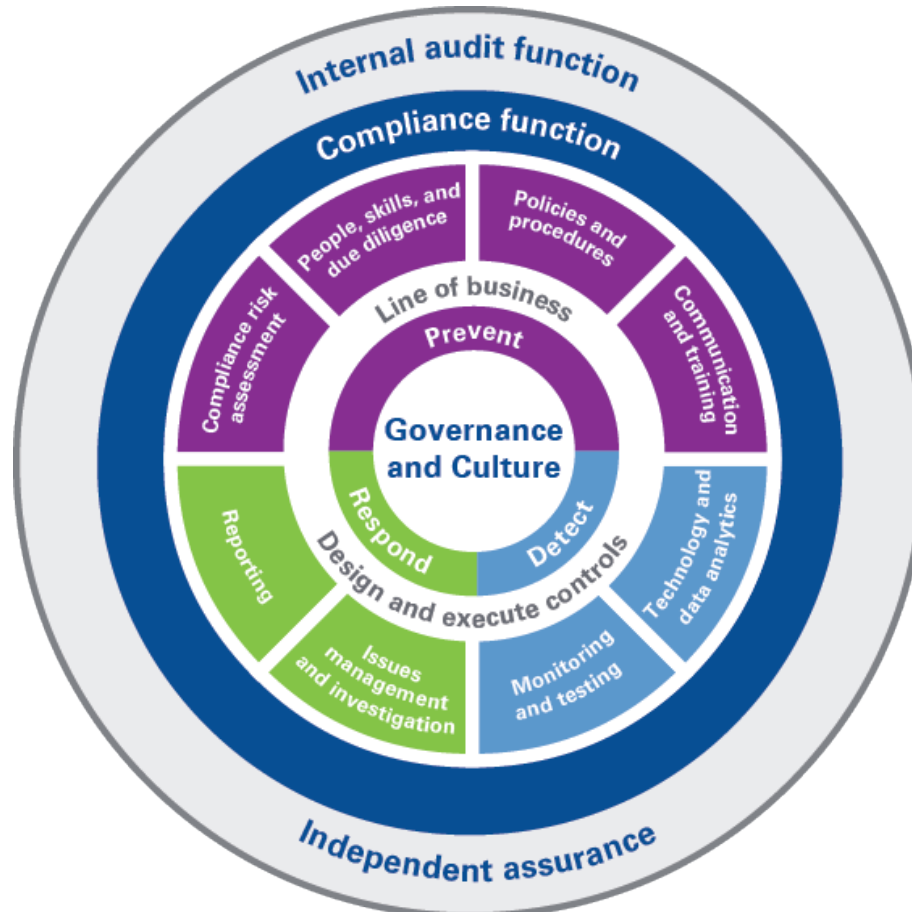 Internal audit function
Compliance function
People, skills, and
due diligence
Policies and
procedures
Compliance risk
assessment
Communication
and training
Line of business
Prevent
Governance
and Culture
Respond
Detect
Design and execute controls
Reporting
Technology and
data analytics
Issues
management
and investigation
Monitoring
and testing
Independent assurance